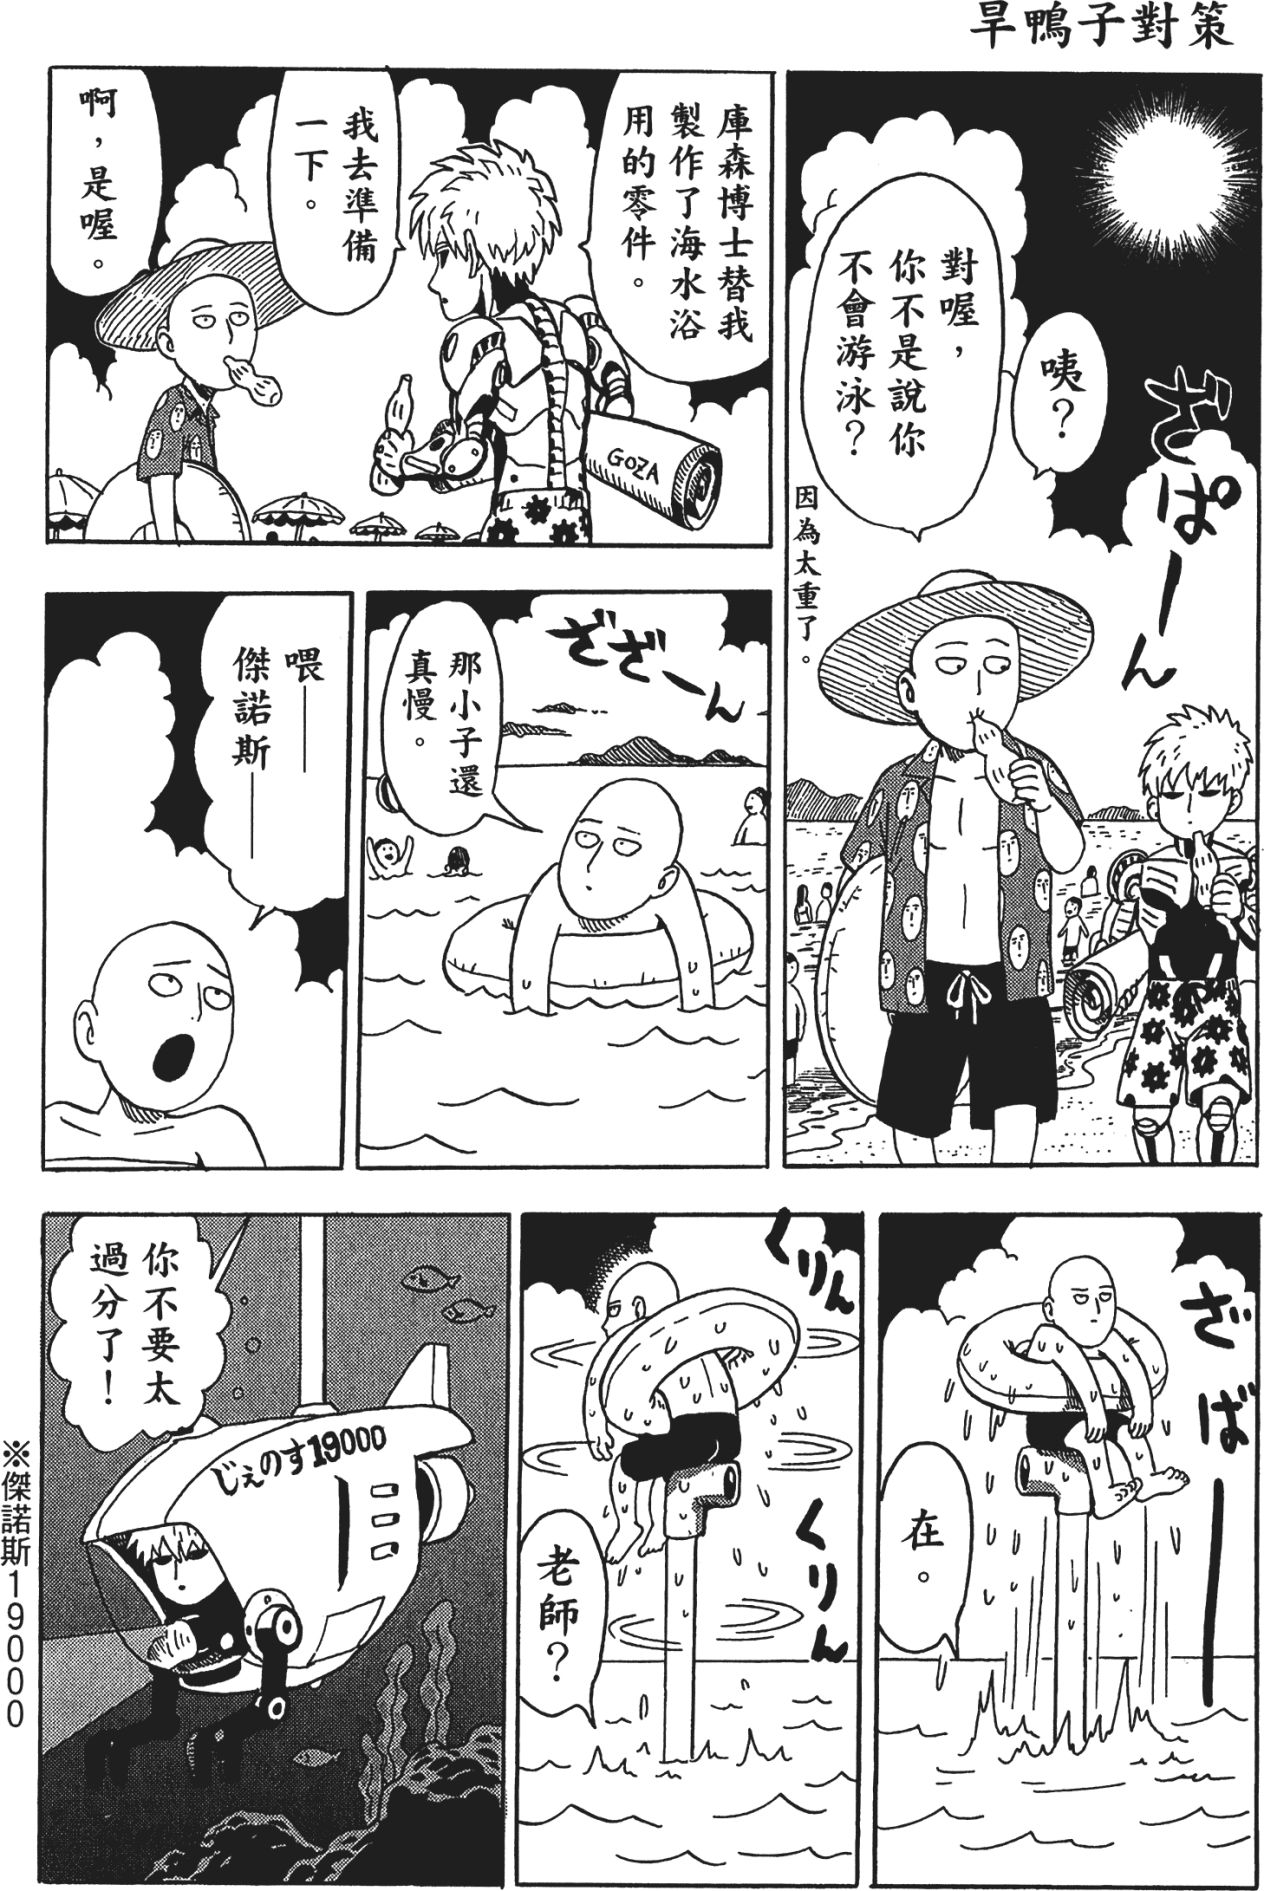 旱鴨子對策
咦？
對喔，
你不是說你
不會游泳？
因為太重了。
ざぱーん
庫森博士替我
製作了海水浴
用的零件。
我去準備
一下。
啊，是喔。
GOZA
那小子還
真慢。
ざざーん
喂——
傑諾斯——
ざばー
在。
くりん
くりん
老師？
你不要太
過分了！
じぇのす19000
※傑諾斯19000